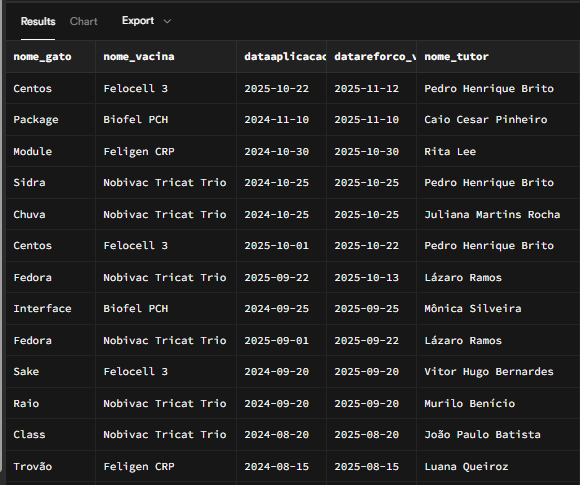 Results Chart Export
nome_gato nome_vacina dataaplicacao datareforco_v nome_tutor
Centos Felocell 3 2025-10-22 2025-11-12 Pedro Henrique Brito
Package Biofel PCH 2024-11-10 2025-11-10 Caio Cesar Pinheiro
Module Feligen CRP 2024-10-30 2025-10-30 Rita Lee
Sidra Nobivac Tricat Trio 2024-10-25 2025-10-25 Pedro Henrique Brito
Chuva Nobivac Tricat Trio 2024-10-25 2025-10-25 Juliana Martins Rocha
Centos Felocell 3 2025-10-01 2025-10-22 Pedro Henrique Brito
Fedora Nobivac Tricat Trio 2025-09-22 2025-10-13 Lázaro Ramos
Interface Biofel PCH 2024-09-25 2025-09-25 Mônica Silveira
Fedora Nobivac Tricat Trio 2025-09-01 2025-09-22 Lázaro Ramos
Sake Felocell 3 2024-09-20 2025-09-20 Vitor Hugo Bernardes
Raio Nobivac Tricat Trio 2024-09-20 2025-09-20 Murilo Benício
Class Nobivac Tricat Trio 2024-08-20 2025-08-20 João Paulo Batista
Trovão Feligen CRP 2024-08-15 2025-08-15 Luana Queiroz